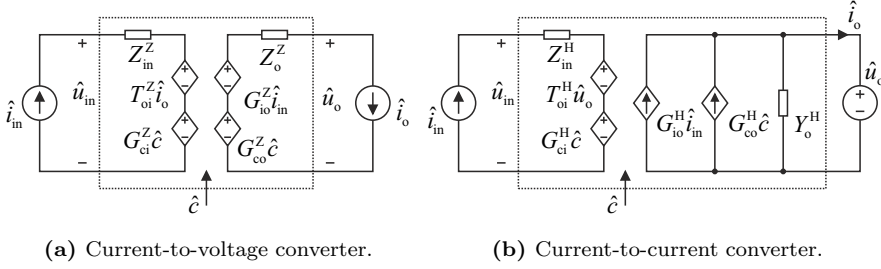 î_in
+
û_in
−
Z_in^Z
T_oi^Z î_o
G_ci^Z ĉ
+
−
+
−
Z_o^Z
G_io^Z î_in
G_co^Z ĉ
+
−
+
−
+
û_o
−
î_o
ĉ
(a) Current-to-voltage converter.
î_in
+
û_in
−
Z_in^H
T_oi^H û_o
G_ci^H ĉ
+
−
+
−
G_io^H î_in
G_co^H ĉ
Y_o^H
î_o
û_o
+
−
ĉ
(b) Current-to-current converter.